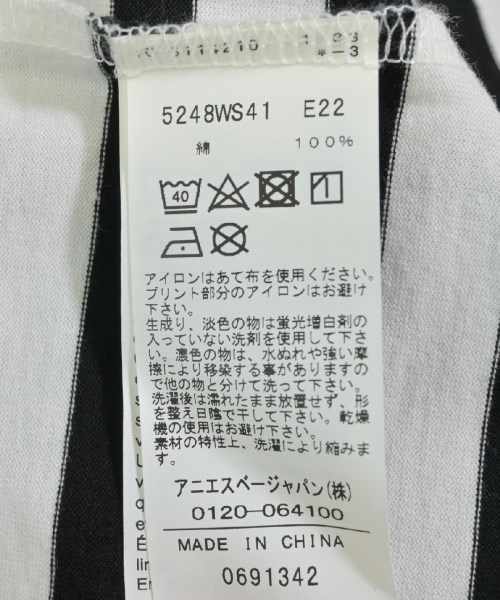 5248WS41 E22
綿 100%
40
アイロンはあて布を使用ください。
プリント部分のアイロンはお避け
下さい。
生成り、淡色の物は蛍光増白剤の
入っていない洗剤を使用して下さ
い。濃色の物は、水ぬれや強い摩
擦により移染する事がありますの
で他の物と分けて洗って下さい。
洗濯後は濡れたまま放置せず、形
を整え日陰で干して下さい。乾燥
機の使用はお避け下さい。
素材の特性上、洗濯により縮みま
す。
アニエスベージャパン(株)
0120-064100
MADE IN CHINA
0691342